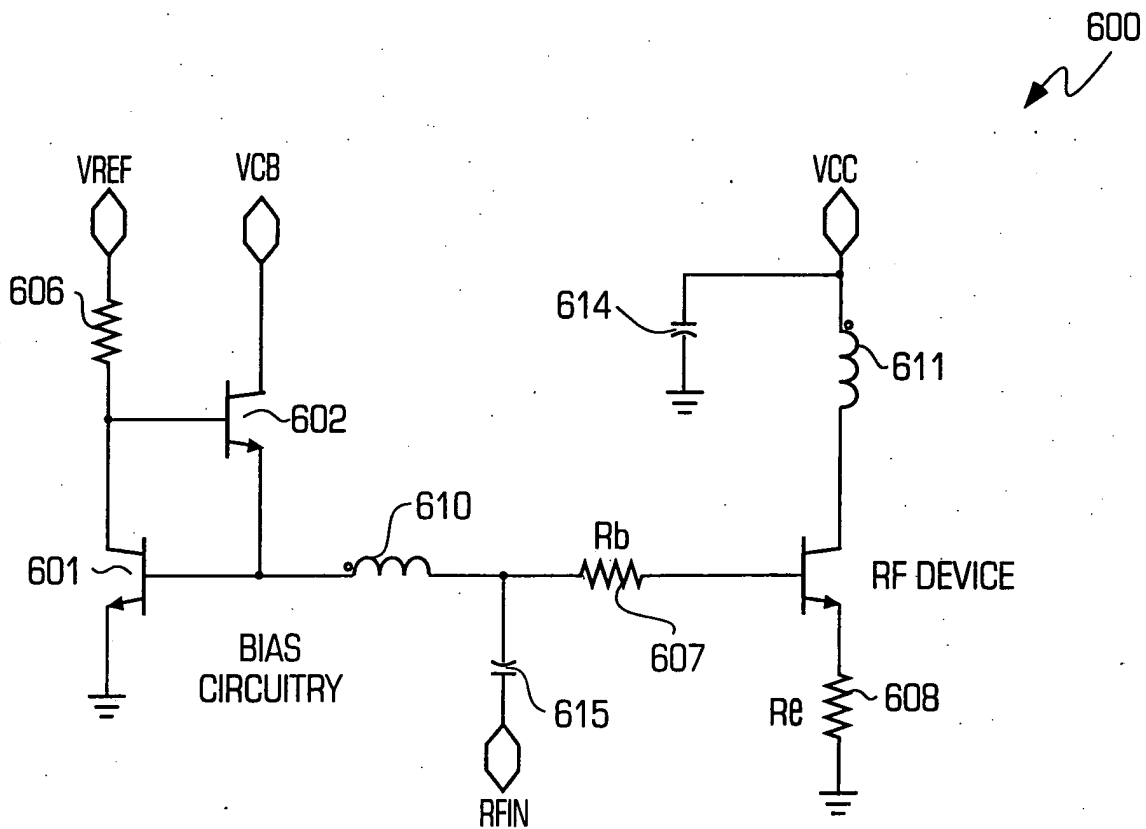 600
VREF
VCB
VCC
606
614
611
602
610
Rb
601
RF DEVICE
BIAS
CIRCUITRY
607
615
Re
608
RFIN